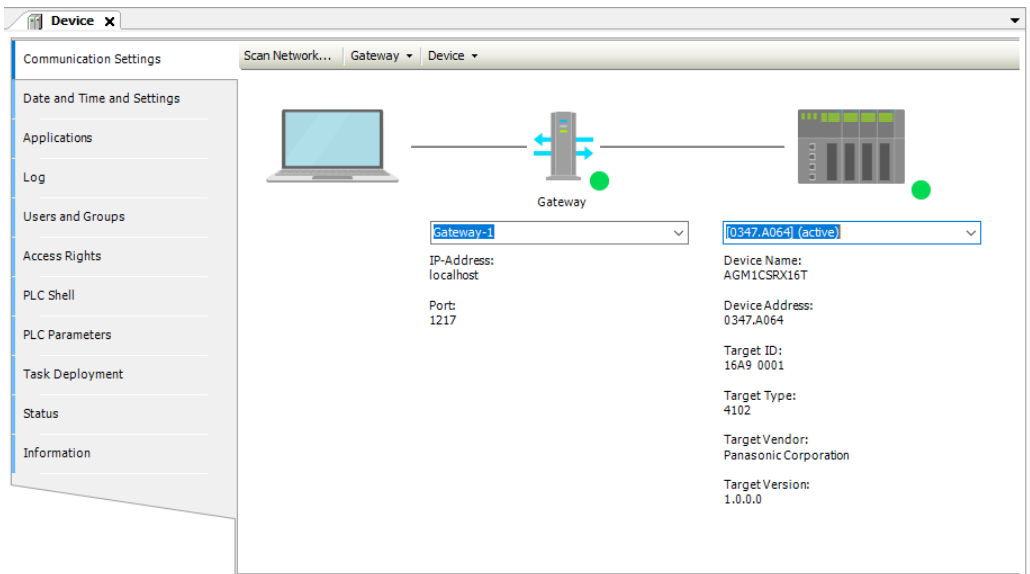 Device
Communication Settings
Date and Time and Settings
Applications
Log
Users and Groups
Access Rights
PLC Shell
PLC Parameters
Task Deployment
Status
Information
Scan Network... Gateway Device
Gateway
Gateway-1
IP-Address:
localhost
Port:
1217
[0347.A064] (active)
Device Name:
AGM1CSRX16T
Device Address:
0347.A064
Target ID:
16A9 0001
Target Type:
4102
Target Vendor:
Panasonic Corporation
Target Version:
1.0.0.0